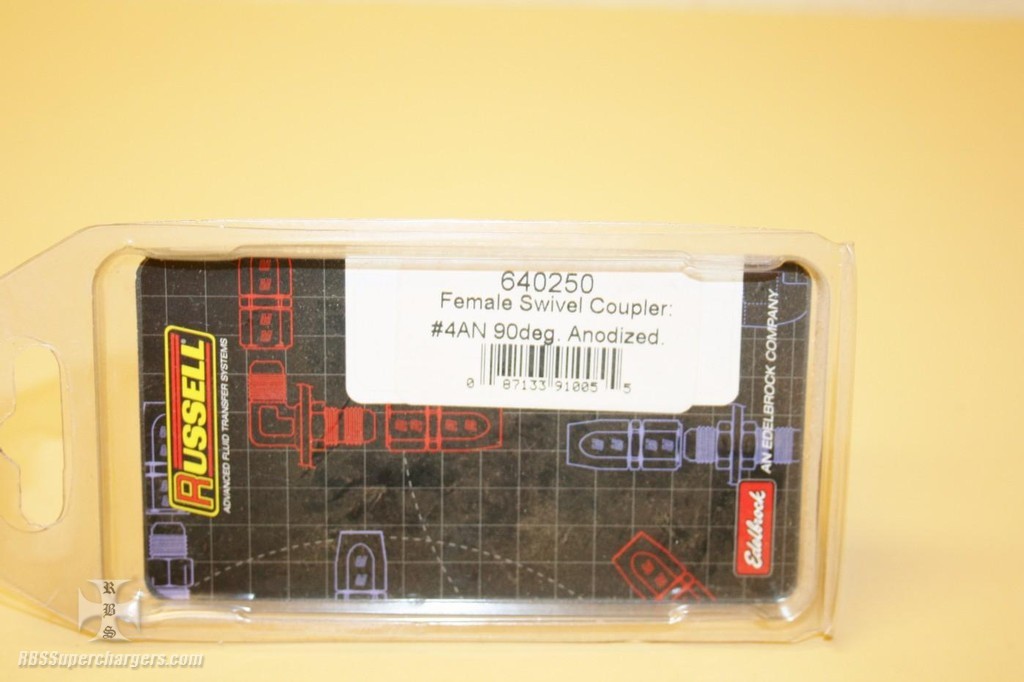 640250
Female Swivel Coupler:
#4AN 90deg. Anodized.
0 87133 91005 5
RUSSELL
ADVANCED FLUID TRANSFER SYSTEMS
AN EDELBROCK COMPANY
Edelbrock
RBS
RBSSuperchargers.com